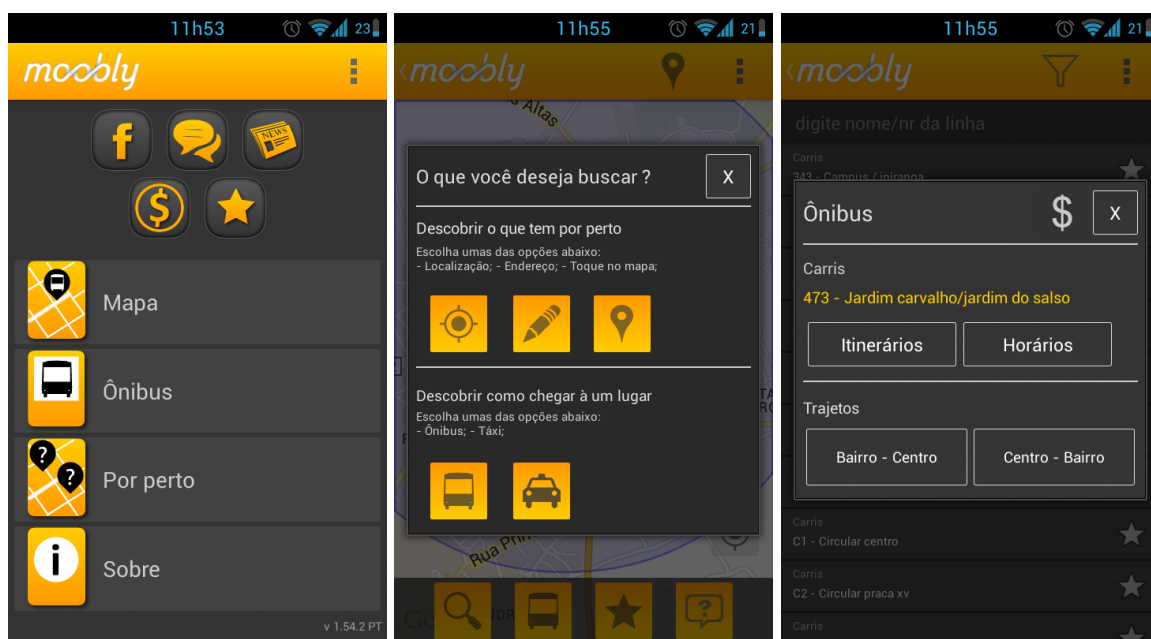 11h53
23
moobly
f
NEWS
$
Mapa
Ônibus
? ?
Por perto
i
Sobre
v 1.54.2 PT
11h55
21
moobly
s Altas
O que você deseja buscar ?
X
Descobrir o que tem por perto
Escolha umas das opções abaixo:
- Localização; - Endereço; - Toque no mapa;
Descobrir como chegar à um lugar
Escolha umas das opções abaixo:
- Ônibus; - Táxi;
Rua Prin
?
11h55
21
moobly
digite nome/nr da linha
Carris
343 - Campus / ipiranga
Ônibus
$
X
Carris
473 - Jardim carvalho/jardim do salso
Itinerários
Horários
Trajetos
Bairro - Centro
Centro - Bairro
Carris
C1 - Circular centro
Carris
C2 - Circular praca xv
Carris